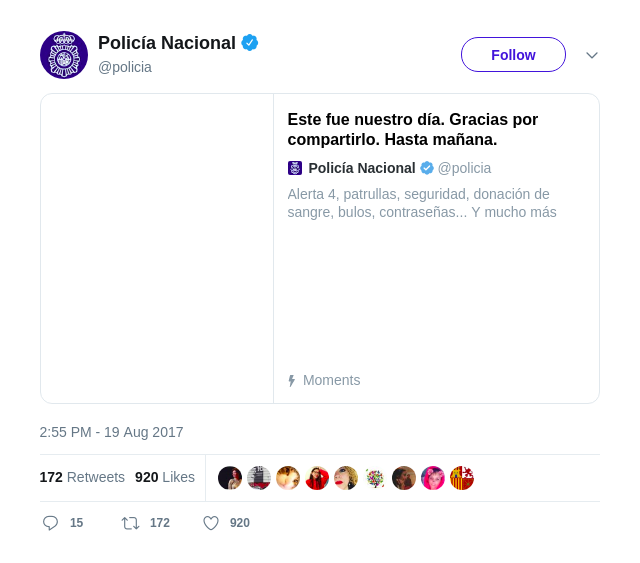 Policía Nacional
@policia
Follow
Este fue nuestro día. Gracias por
compartirlo. Hasta mañana.
Policía Nacional @policia
Alerta 4, patrullas, seguridad, donación de
sangre, bulos, contraseñas... Y mucho más
Moments
2:55 PM - 19 Aug 2017
172 Retweets 920 Likes
15 172 920